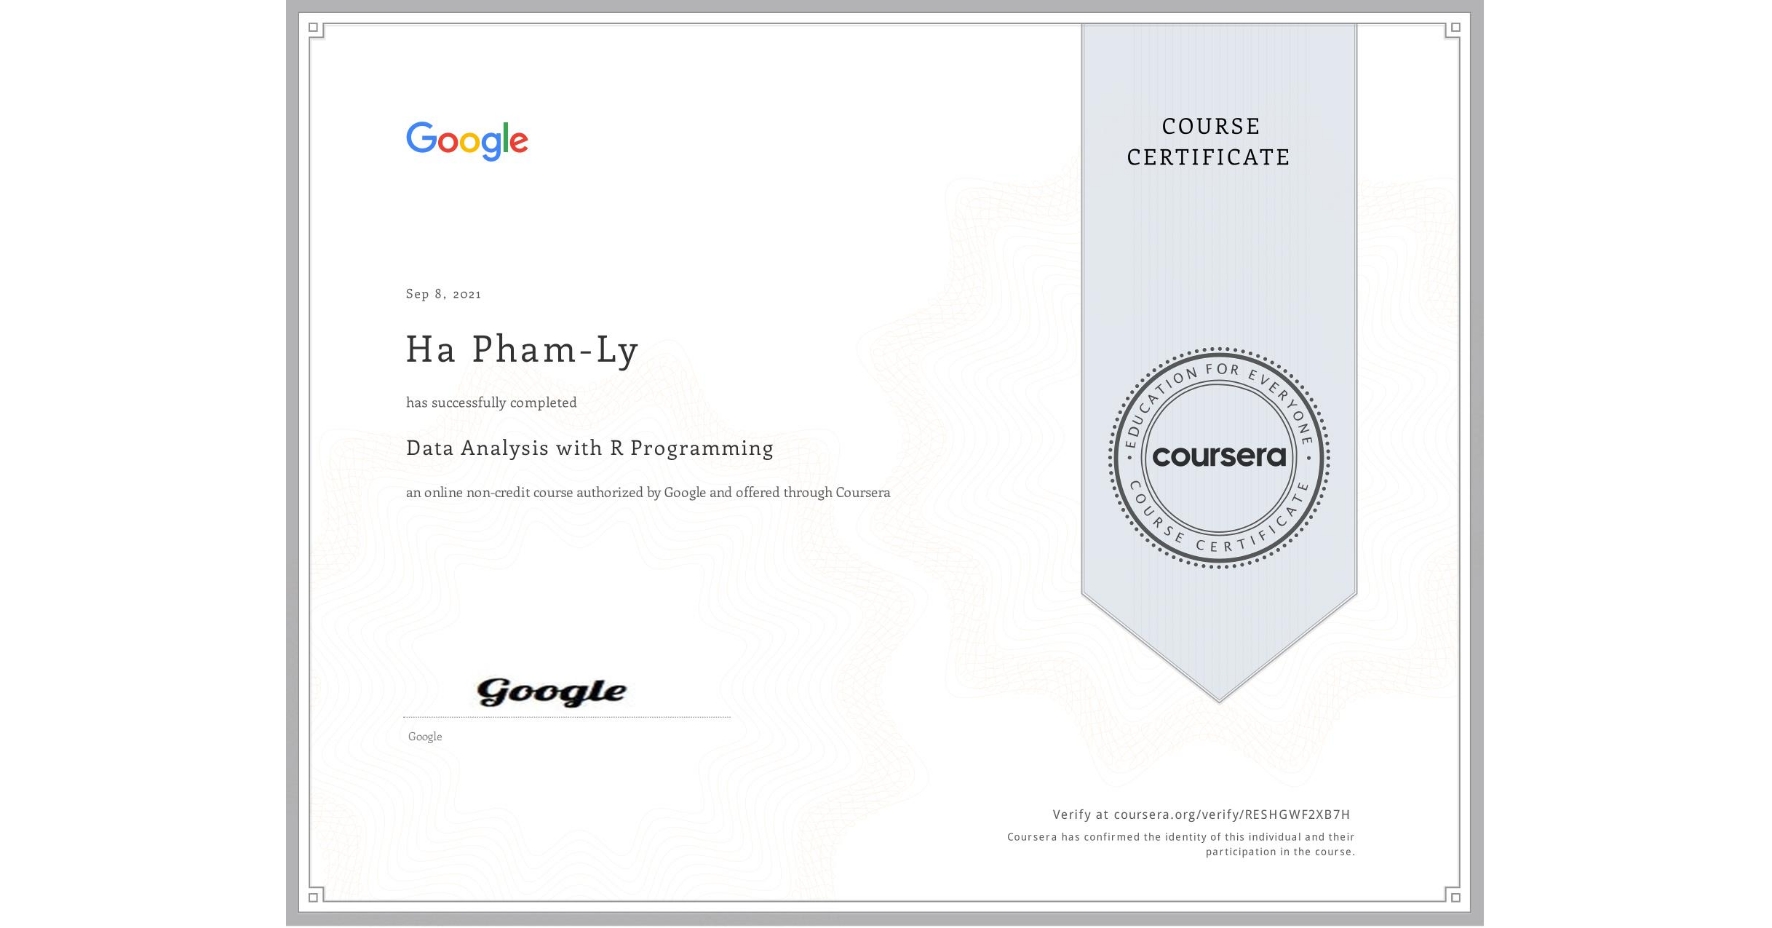 Google
COURSE
CERTIFICATE
Sep 8, 2021
Ha Pham-Ly
has successfully completed
Data Analysis with R Programming
an online non-credit course authorized by Google and offered through Coursera
EDUCATION FOR EVERYONE
coursera
COURSE CERTIFICATE
Google
Google
Verify at coursera.org/verify/RESHGWF2XB7H
Coursera has confirmed the identity of this individual and their
participation in the course.